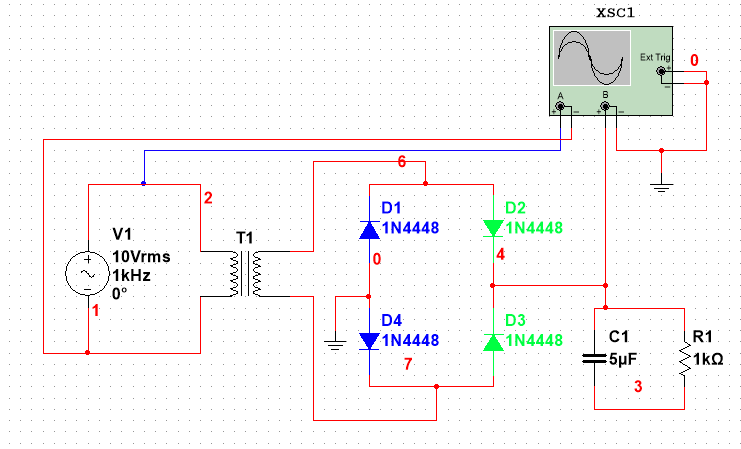 XSC1
Ext Trig
+
0
A
B
+
−
+
−
−
6
2
D1
1N4448
D2
1N4448
V1
T1
10Vrms
1kHz
0°
+
−
0
4
1
D4
1N4448
D3
1N4448
C1
5µF
R1
1kΩ
7
3